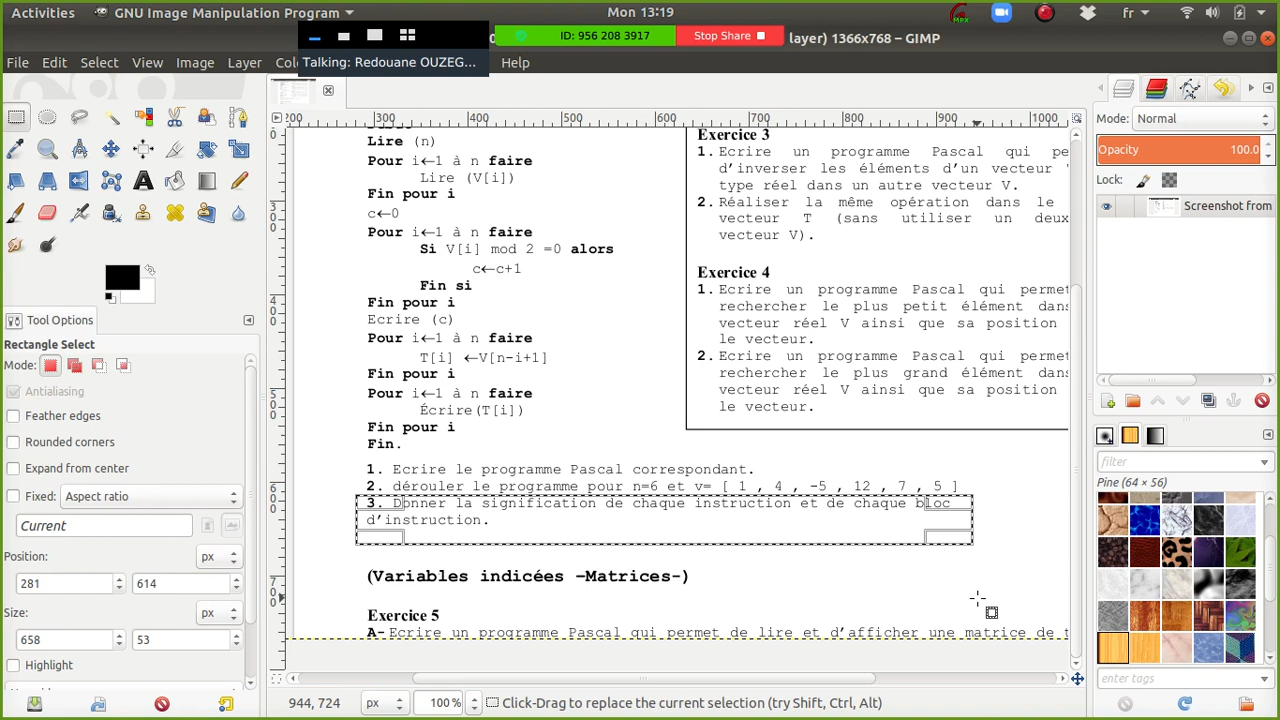 Activities
GNU Image Manipulation Program
Mon 13:19
fr
ID: 956 208 3917
Stop Share
layer) 1366x768 – GIMP
Talking: Redouane OUZEG...
File Edit Select View Image Layer
Help
200 300 400 500 600 700 800 900 1000
Lire (n)
Pour i←1 à n faire
Lire (V[i])
Fin pour i
c←0
Pour i←1 à n faire
Si V[i] mod 2 =0 alors
c←c+1
Fin si
Fin pour i
Ecrire (c)
Pour i←1 à n faire
T[i] ←V[n-i+1]
Fin pour i
Pour i←1 à n faire
Écrire(T[i])
Fin pour i
Fin.
Exercice 3
1. Ecrire un programme Pascal qui pe
d'inverser les éléments d'un vecteur
type réel dans un autre vecteur V.
2. Réaliser la même opération dans le
vecteur T (sans utiliser un deux
vecteur V).
Exercice 4
1. Ecrire un programme Pascal qui permet
rechercher le plus petit élément dans
vecteur réel V ainsi que sa position
le vecteur.
2. Ecrire un programme Pascal qui permet
rechercher le plus grand élément dans
vecteur réel V ainsi que sa position
le vecteur.
1. Ecrire le programme Pascal correspondant.
2. dérouler le programme pour n=6 et v= [ 1 , 4 , -5 , 12 , 7 , 5 ]
3. Donner la signification de chaque instruction et de chaque bloc
d'instruction.
(Variables indicées –Matrices-)
Exercice 5
A- Ecrire un programme Pascal qui permet de lire et d'afficher une matrice de t
Tool Options
Rectangle Select
Mode:
Antialiasing
Feather edges
Rounded corners
Expand from center
Fixed: Aspect ratio
Current
Position: px
281 614
Size: px
658 53
Highlight
944, 724 px 100 % Click-Drag to replace the current selection (try Shift, Ctrl, Alt)
Mode: Normal
Opacity 100.0
Lock:
Screenshot from
filter
Pine (64 × 56)
enter tags